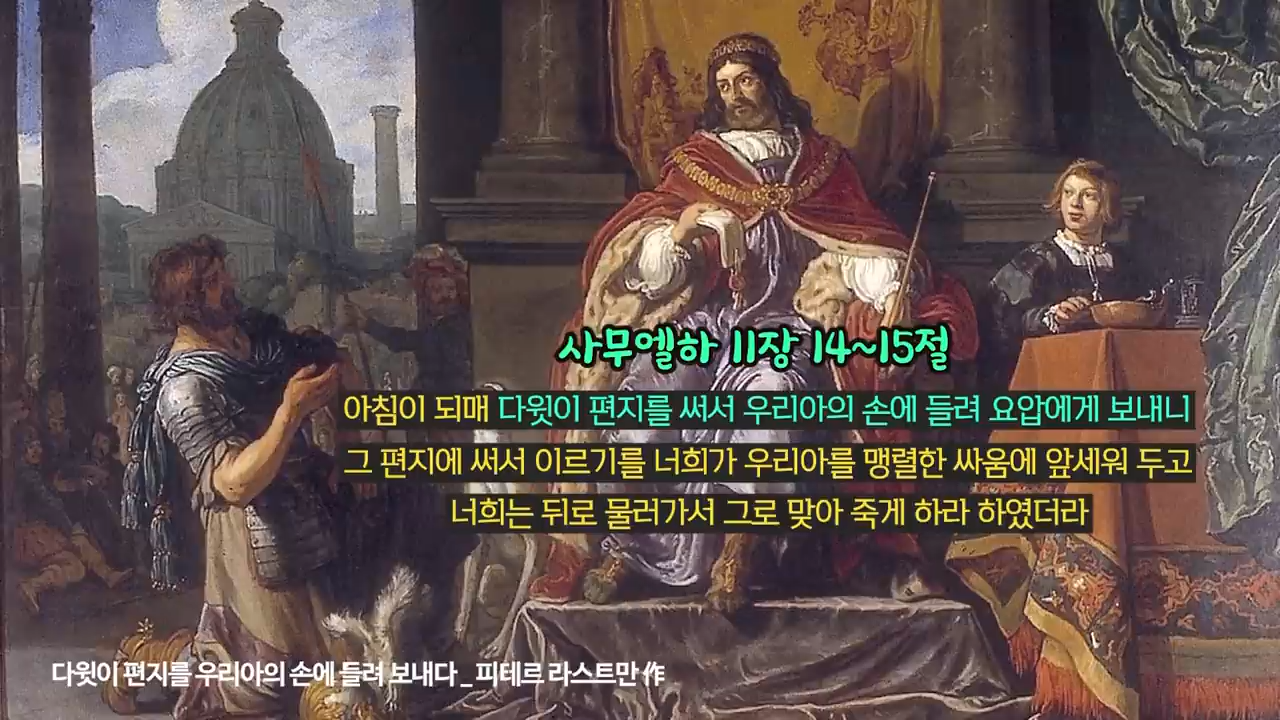 사무엘하 11장 14~15절
아침이 되매 다윗이 편지를 써서 우리아의 손에 들려 요압에게 보내니
그 편지에 써서 이르기를 너희가 우리아를 맹렬한 싸움에 앞세워 두고
너희는 뒤로 물러가서 그로 맞아 죽게 하라 하였더라
다윗이 편지를 우리아의 손에 들려 보내다 _ 피테르 라스트만 作